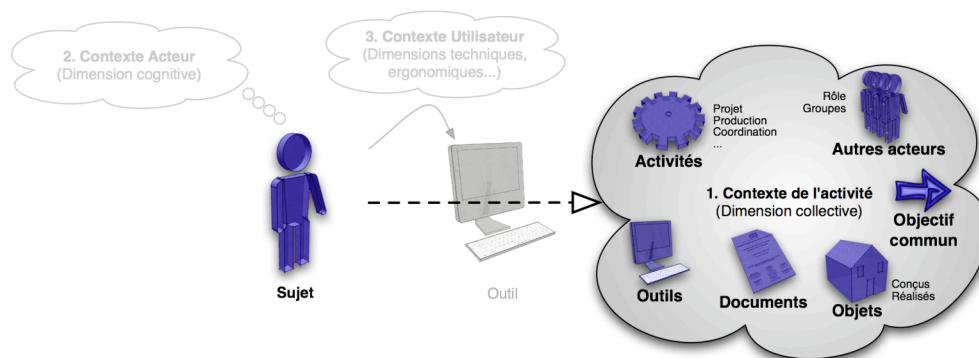 2. Contexte Acteur
(Dimension cognitive)
3. Contexte Utilisateur
(Dimensions techniques,
ergonomiques...)
Sujet
Outil
Projet
Production
Coordination
...
Activités
Rôle
Groupes
Autres acteurs
1. Contexte de l'activité
(Dimension collective)
Objectif
commun
Outils
Documents
Conçus
Réalisés
Objets